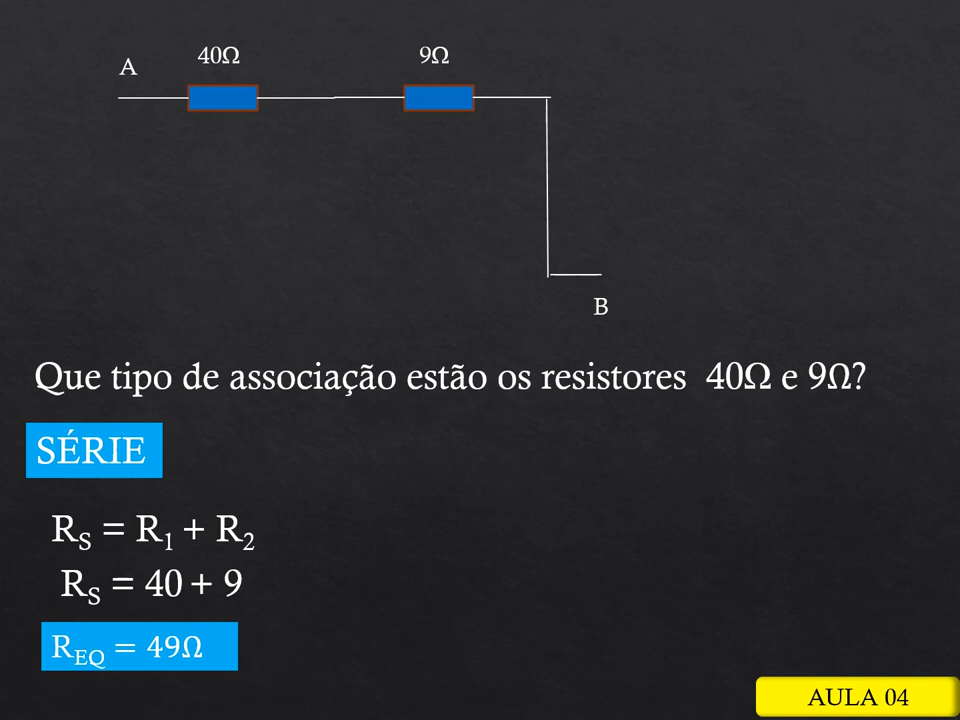 40Ω 9Ω
A
B
Que tipo de associação estão os resistores 40Ω e 9Ω?
SÉRIE
R_S = R_1 + R_2
R_S = 40 + 9
R_EQ = 49Ω
AULA 04